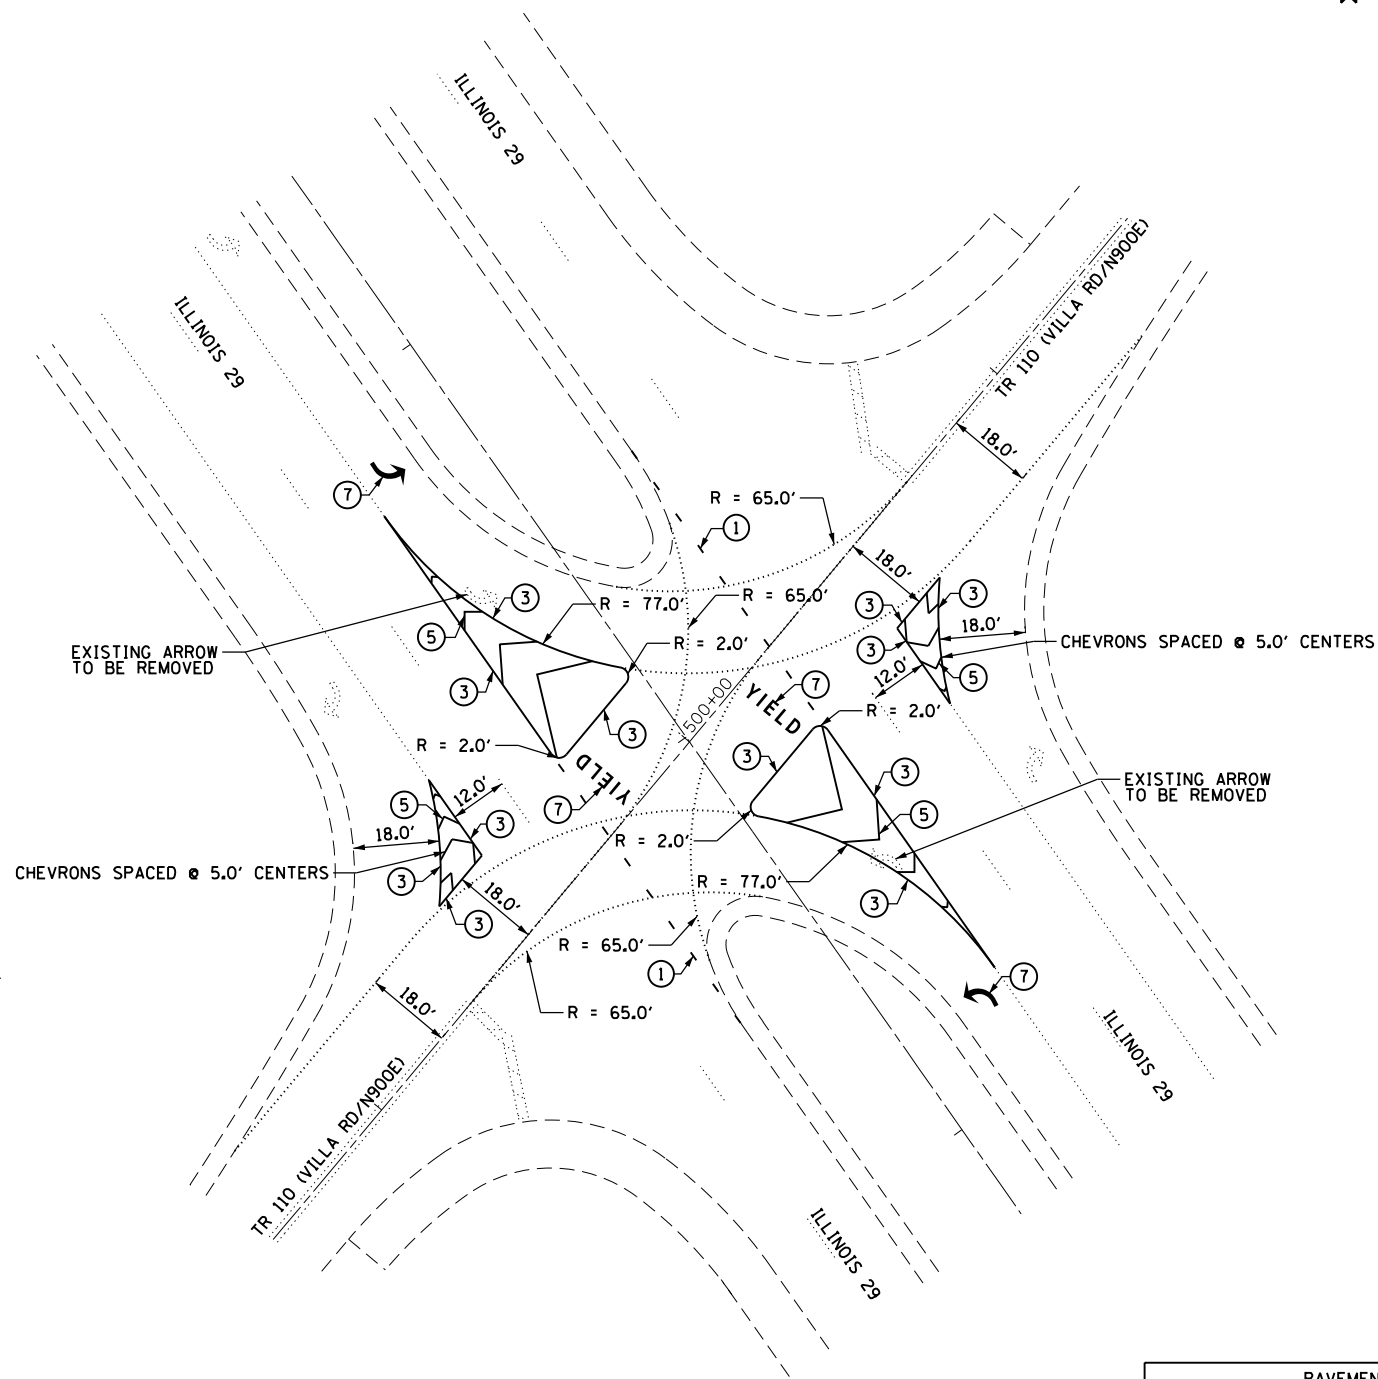 ILLINOIS 29
ILLINOIS 29
TR 110 (VILLA RD/N900E)
18.0'
7
R = 65.0'
1
18.0'
3
R = 77.0'
R = 65.0'
3
3
18.0'
5
R = 2.0'
3
CHEVRONS SPACED @ 5.0' CENTERS
EXISTING ARROW
TO BE REMOVED
12.0'
5
3
500+00
YIELD
7
R = 2.0'
3
R = 2.0'
3
3
EXISTING ARROW
TO BE REMOVED
YIELD
7
12.0'
5
3
5
18.0'
R = 2.0'
CHEVRONS SPACED @ 5.0' CENTERS
3
R = 77.0'
18.0'
3
3
R = 65.0'
1
7
18.0'
R = 65.0'
ILLINOIS 29
TR 110 (VILLA RD/N900E)
ILLINOIS 29